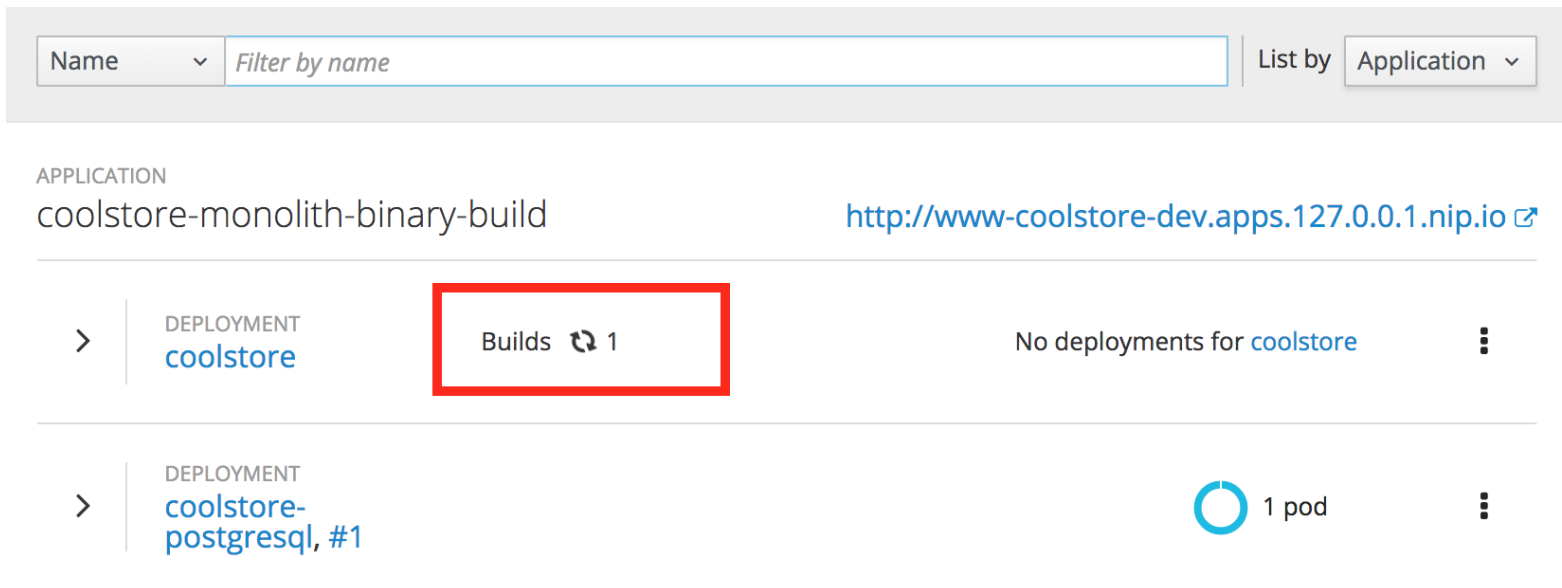 Name Filter by name List by Application
APPLICATION
coolstore-monolith-binary-build http://www-coolstore-dev.apps.127.0.0.1.nip.io
DEPLOYMENT
coolstore Builds 1 No deployments for coolstore
DEPLOYMENT
coolstore-
postgresql, #1 1 pod